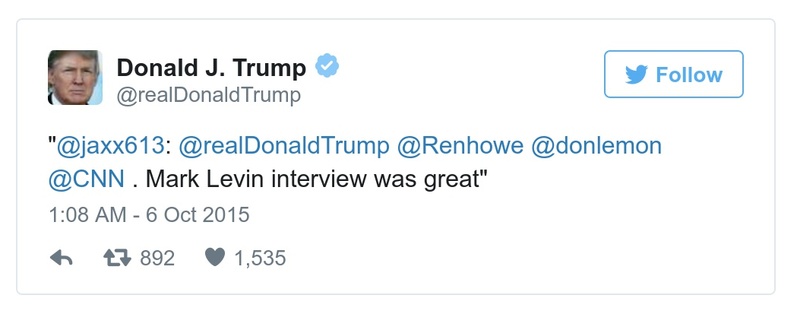 Donald J. Trump
@realDonaldTrump
Follow
"@jaxx613: @realDonaldTrump @Renhowe @donlemon
@CNN . Mark Levin interview was great"
1:08 AM - 6 Oct 2015
892 1,535